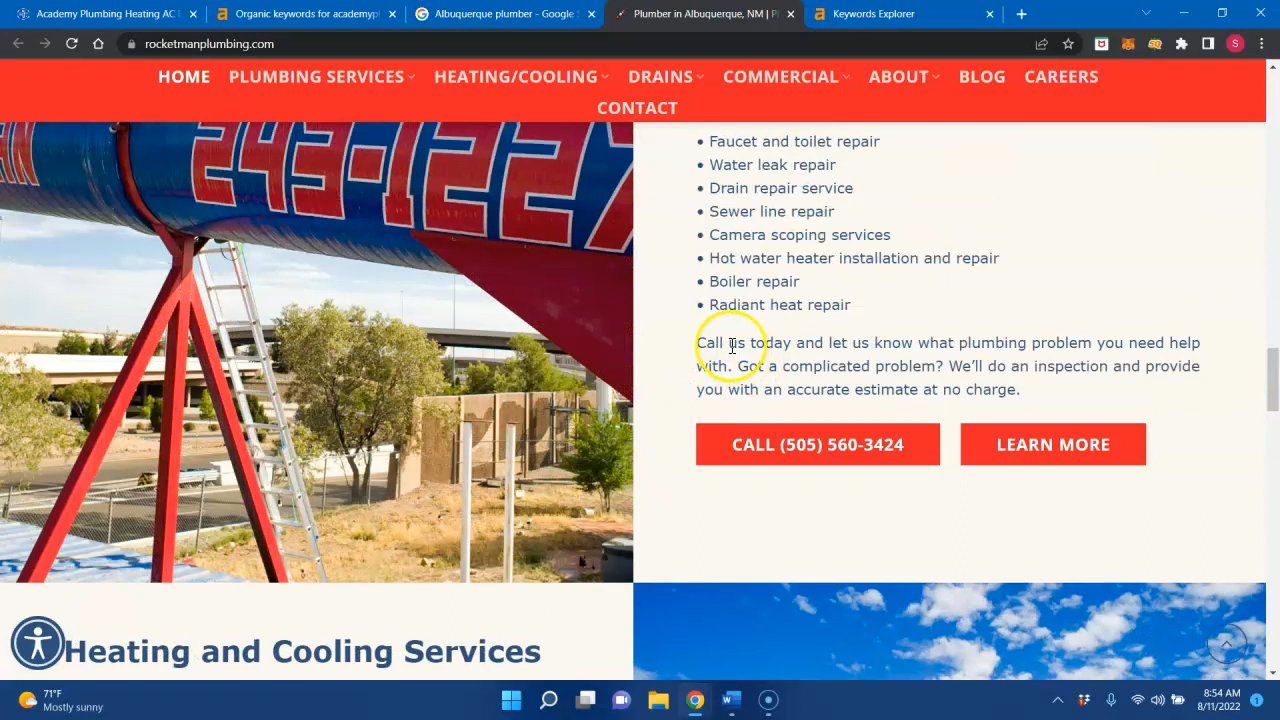 Academy Plumbing Heating AC
Organic keywords for academypl
Albuquerque plumber - Google S
Plumber in Albuquerque, NM | P
Keywords Explorer
rocketmanplumbing.com
S
HOME PLUMBING SERVICES HEATING/COOLING DRAINS COMMERCIAL ABOUT BLOG CAREERS
CONTACT
243-1227
• Faucet and toilet repair
• Water leak repair
• Drain repair service
• Sewer line repair
• Camera scoping services
• Hot water heater installation and repair
• Boiler repair
• Radiant heat repair
Call us today and let us know what plumbing problem you need help
with. Got a complicated problem? We'll do an inspection and provide
you with an accurate estimate at no charge.
CALL (505) 560-3424 LEARN MORE
Heating and Cooling Services
71°F
Mostly sunny
8:54 AM
8/11/2022
1